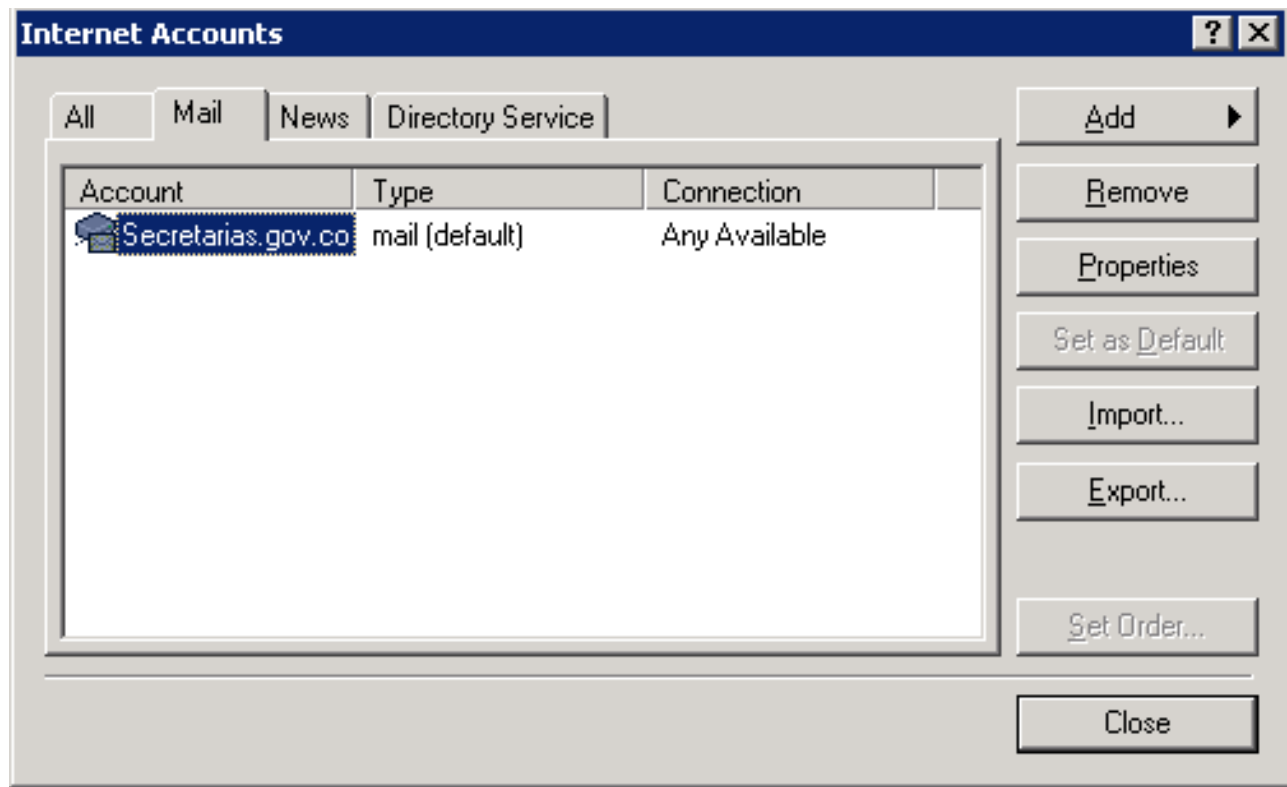 Internet Accounts
All Mail News Directory Service
Add
Account Type Connection
Remove
Secretarias.gov.co mail (default) Any Available
Properties
Set as Default
Import...
Export...
Set Order...
Close